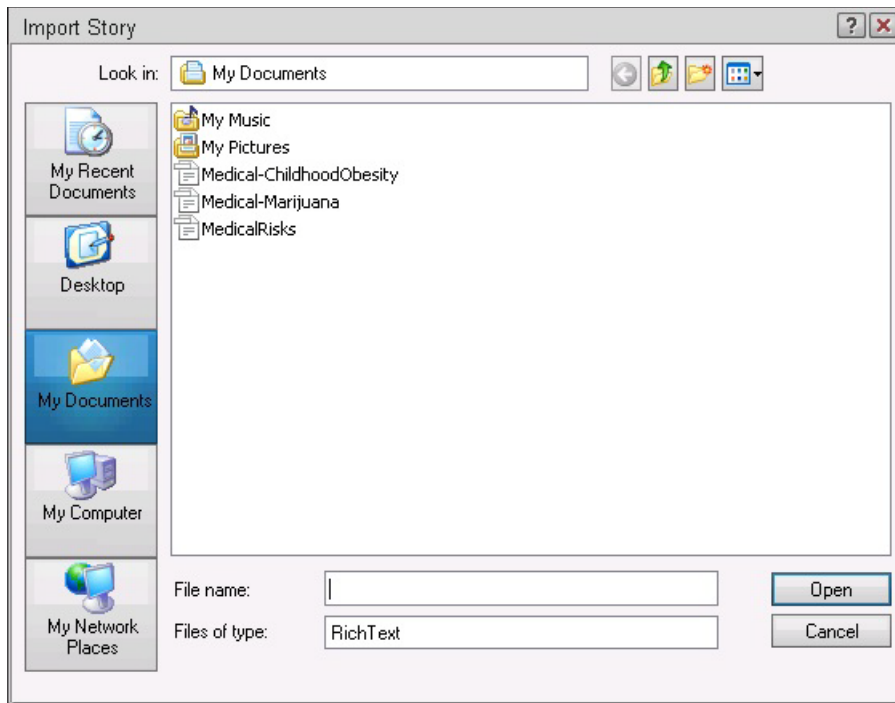 Import Story
?
Look in:
My Documents
My Music
My Pictures
Medical-ChildhoodObesity
Medical-Marijuana
MedicalRisks
My Recent
Documents
Desktop
My Documents
My Computer
My Network
Places
File name:
Open
Files of type:
RichText
Cancel